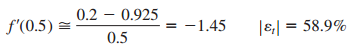 f′(0.5) ≅ (0.2 − 0.925) / 0.5 = −1.45    |εₜ| = 58.9%